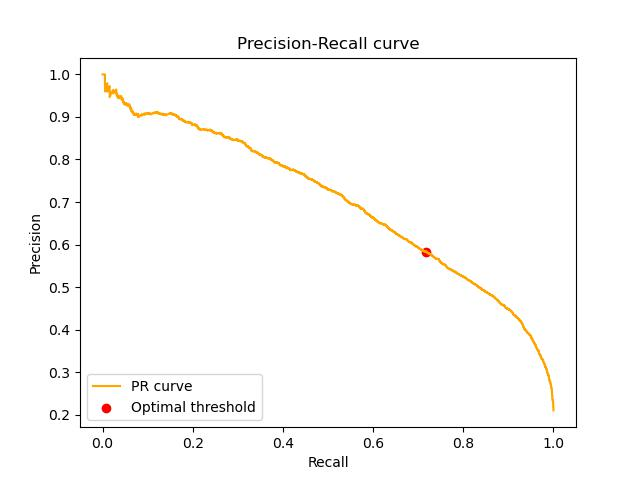 Precision-Recall curve
Precision
1.0
0.9
0.8
0.7
0.6
0.5
0.4
0.3
0.2
PR curve
Optimal threshold
0.0 0.2 0.4 0.6 0.8 1.0
Recall